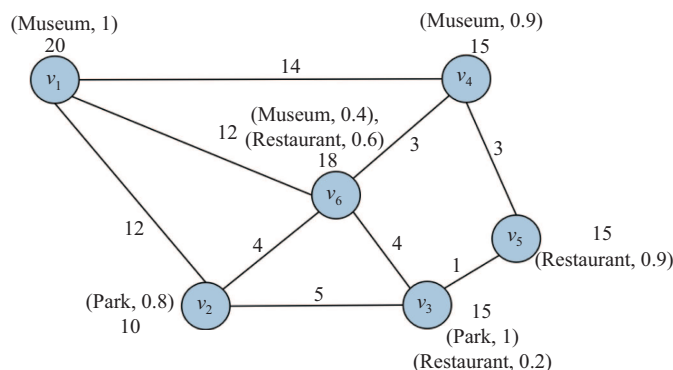 (Museum, 1)
20
v1
(Museum, 0.9)
15
v4
14
(Museum, 0.4),
(Restaurant, 0.6)
18
v6
12
3
3
12
4
4
v5
15
(Restaurant, 0.9)
1
(Park, 0.8)
10
v2
5
v3
15
(Park, 1)
(Restaurant, 0.2)